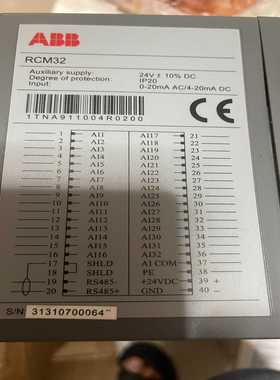 ABB
RCM32
Auxiliary supply: 24V ± 10% DC
Degree of protection: IP20
Input: 0-20mA AC/4-20mA DC
1TNA911004R0200
CE
1 AI1 AI17 21
2 AI2 AI18 22
3 AI3 AI19 23
4 AI4 AI20 24
5 AI5 AI21 25
6 AI6 AI22 26
7 AI7 AI23 27
8 AI8 AI24 28
9 AI9 AI25 29
10 AI10 AI26 30
11 AI11 AI27 31
12 AI12 AI28 32
13 AI13 AI29 33
14 AI14 AI30 34
15 AI15 AI31 35
16 AI16 AI32 36
17 SHLD AI COM 37
18 SHLD PE 38
19 RS485- +24VDC 39 +
20 RS485+ GND 40 -
S/N: 31310700064